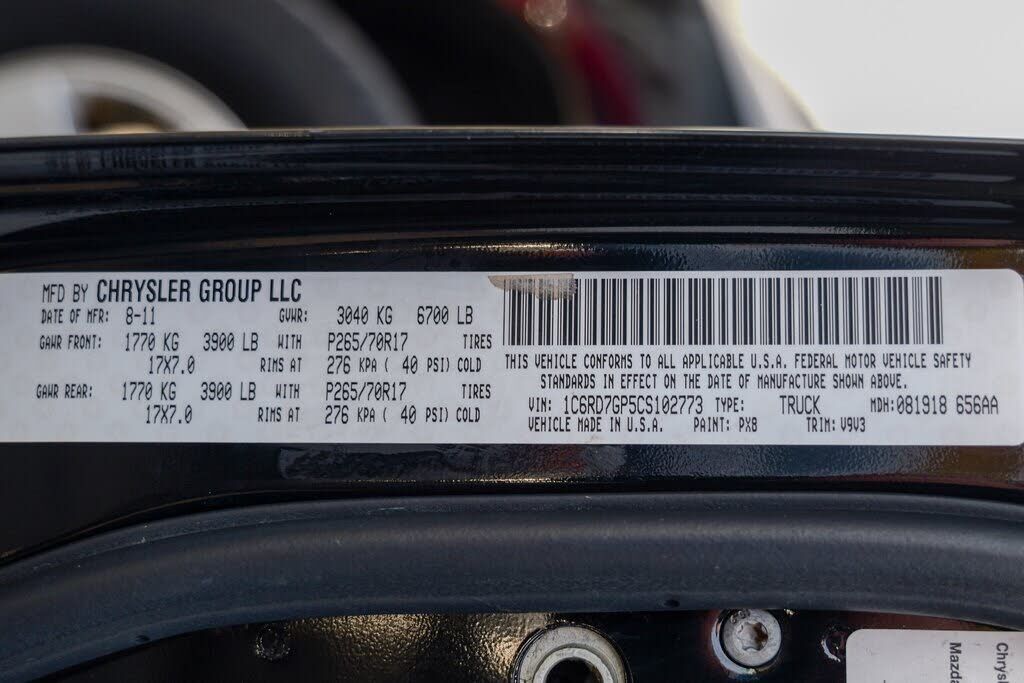 MFD BY CHRYSLER GROUP LLC
DATE OF MFR: 8-11 GVWR: 3040 KG 6700 LB
GAWR FRONT: 1770 KG 3900 LB WITH P265/70R17 TIRES
17X7.0 RIMS AT 276 KPA ( 40 PSI) COLD
GAWR REAR: 1770 KG 3900 LB WITH P265/70R17 TIRES
17X7.0 RIMS AT 276 KPA ( 40 PSI) COLD
THIS VEHICLE CONFORMS TO ALL APPLICABLE U.S.A. FEDERAL MOTOR VEHICLE SAFETY
STANDARDS IN EFFECT ON THE DATE OF MANUFACTURE SHOWN ABOVE.
VIN: 1C6RD7GP5CS102773 TYPE: TRUCK MDH:081918 656AA
VEHICLE MADE IN U.S.A. PAINT: PX8 TRIM: V9V3